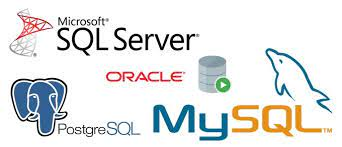 Microsoft®
SQL Server®
ORACLE
PostgreSQL
MySQL™